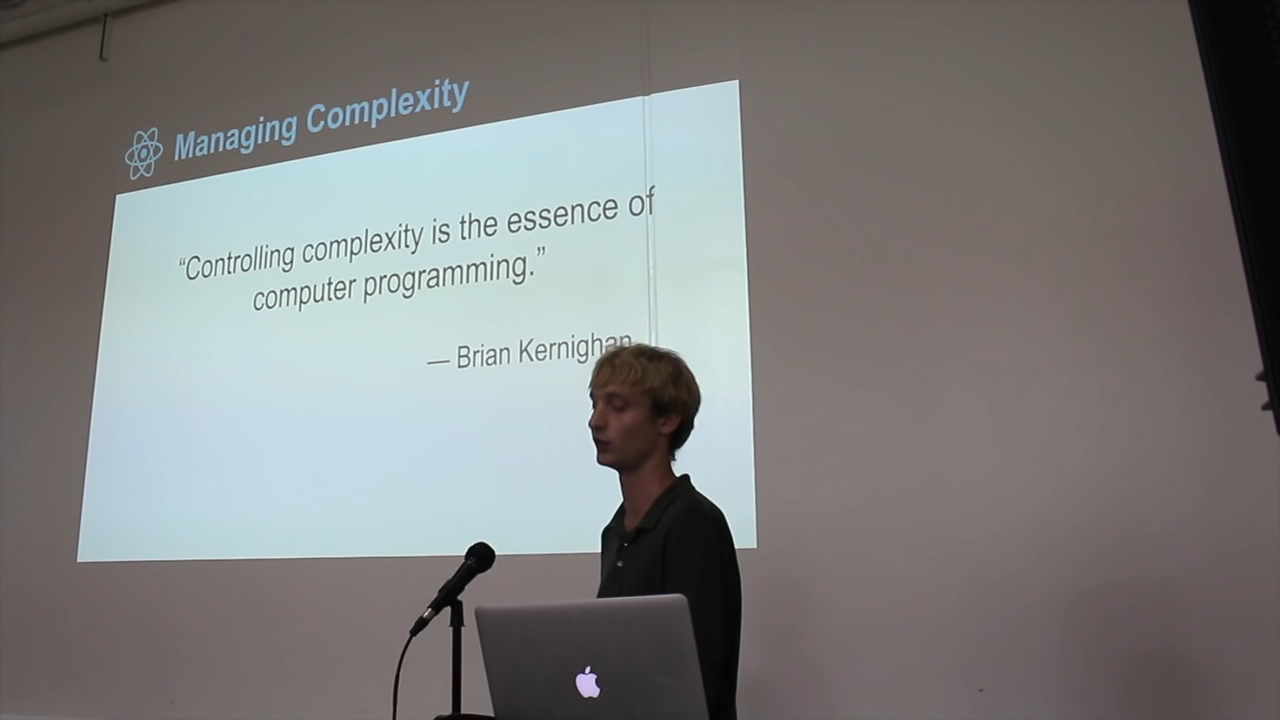 Managing Complexity
“Controlling complexity is the essence of
computer programming.”
— Brian Kernighan